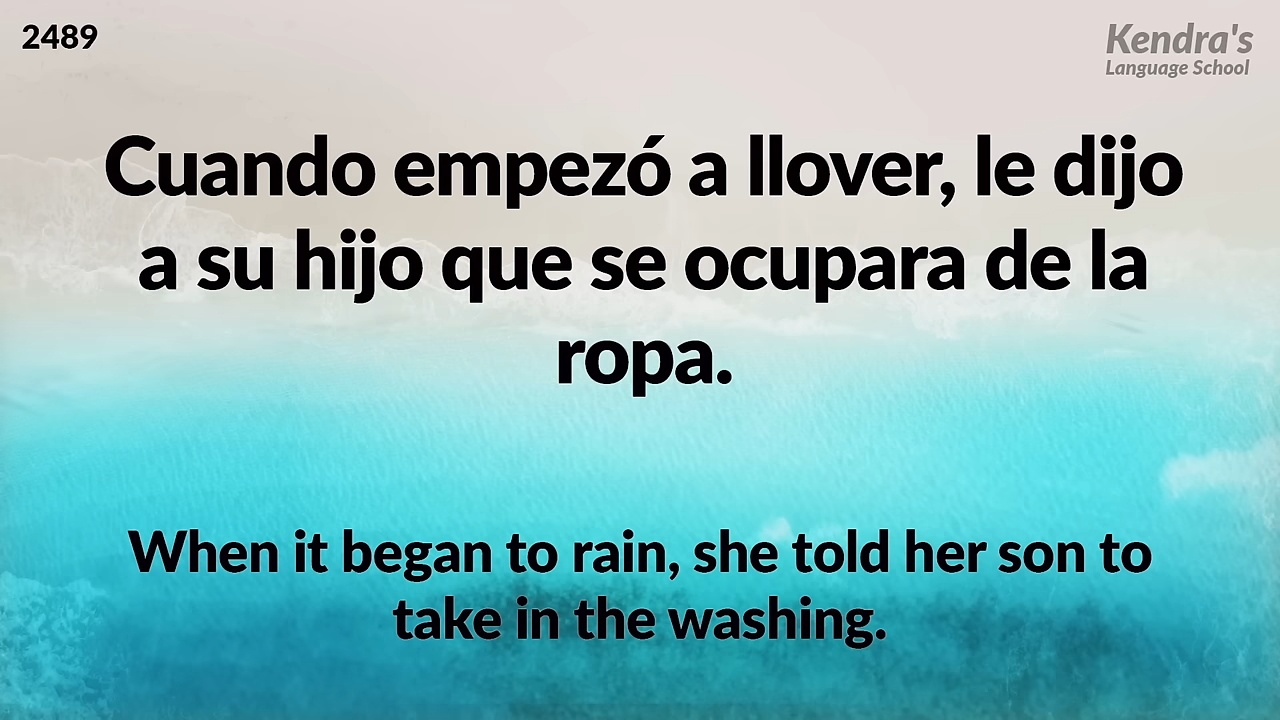 2489
Kendra's
Language School
Cuando empezó a llover, le dijo
a su hijo que se ocupara de la
ropa.
When it began to rain, she told her son to
take in the washing.